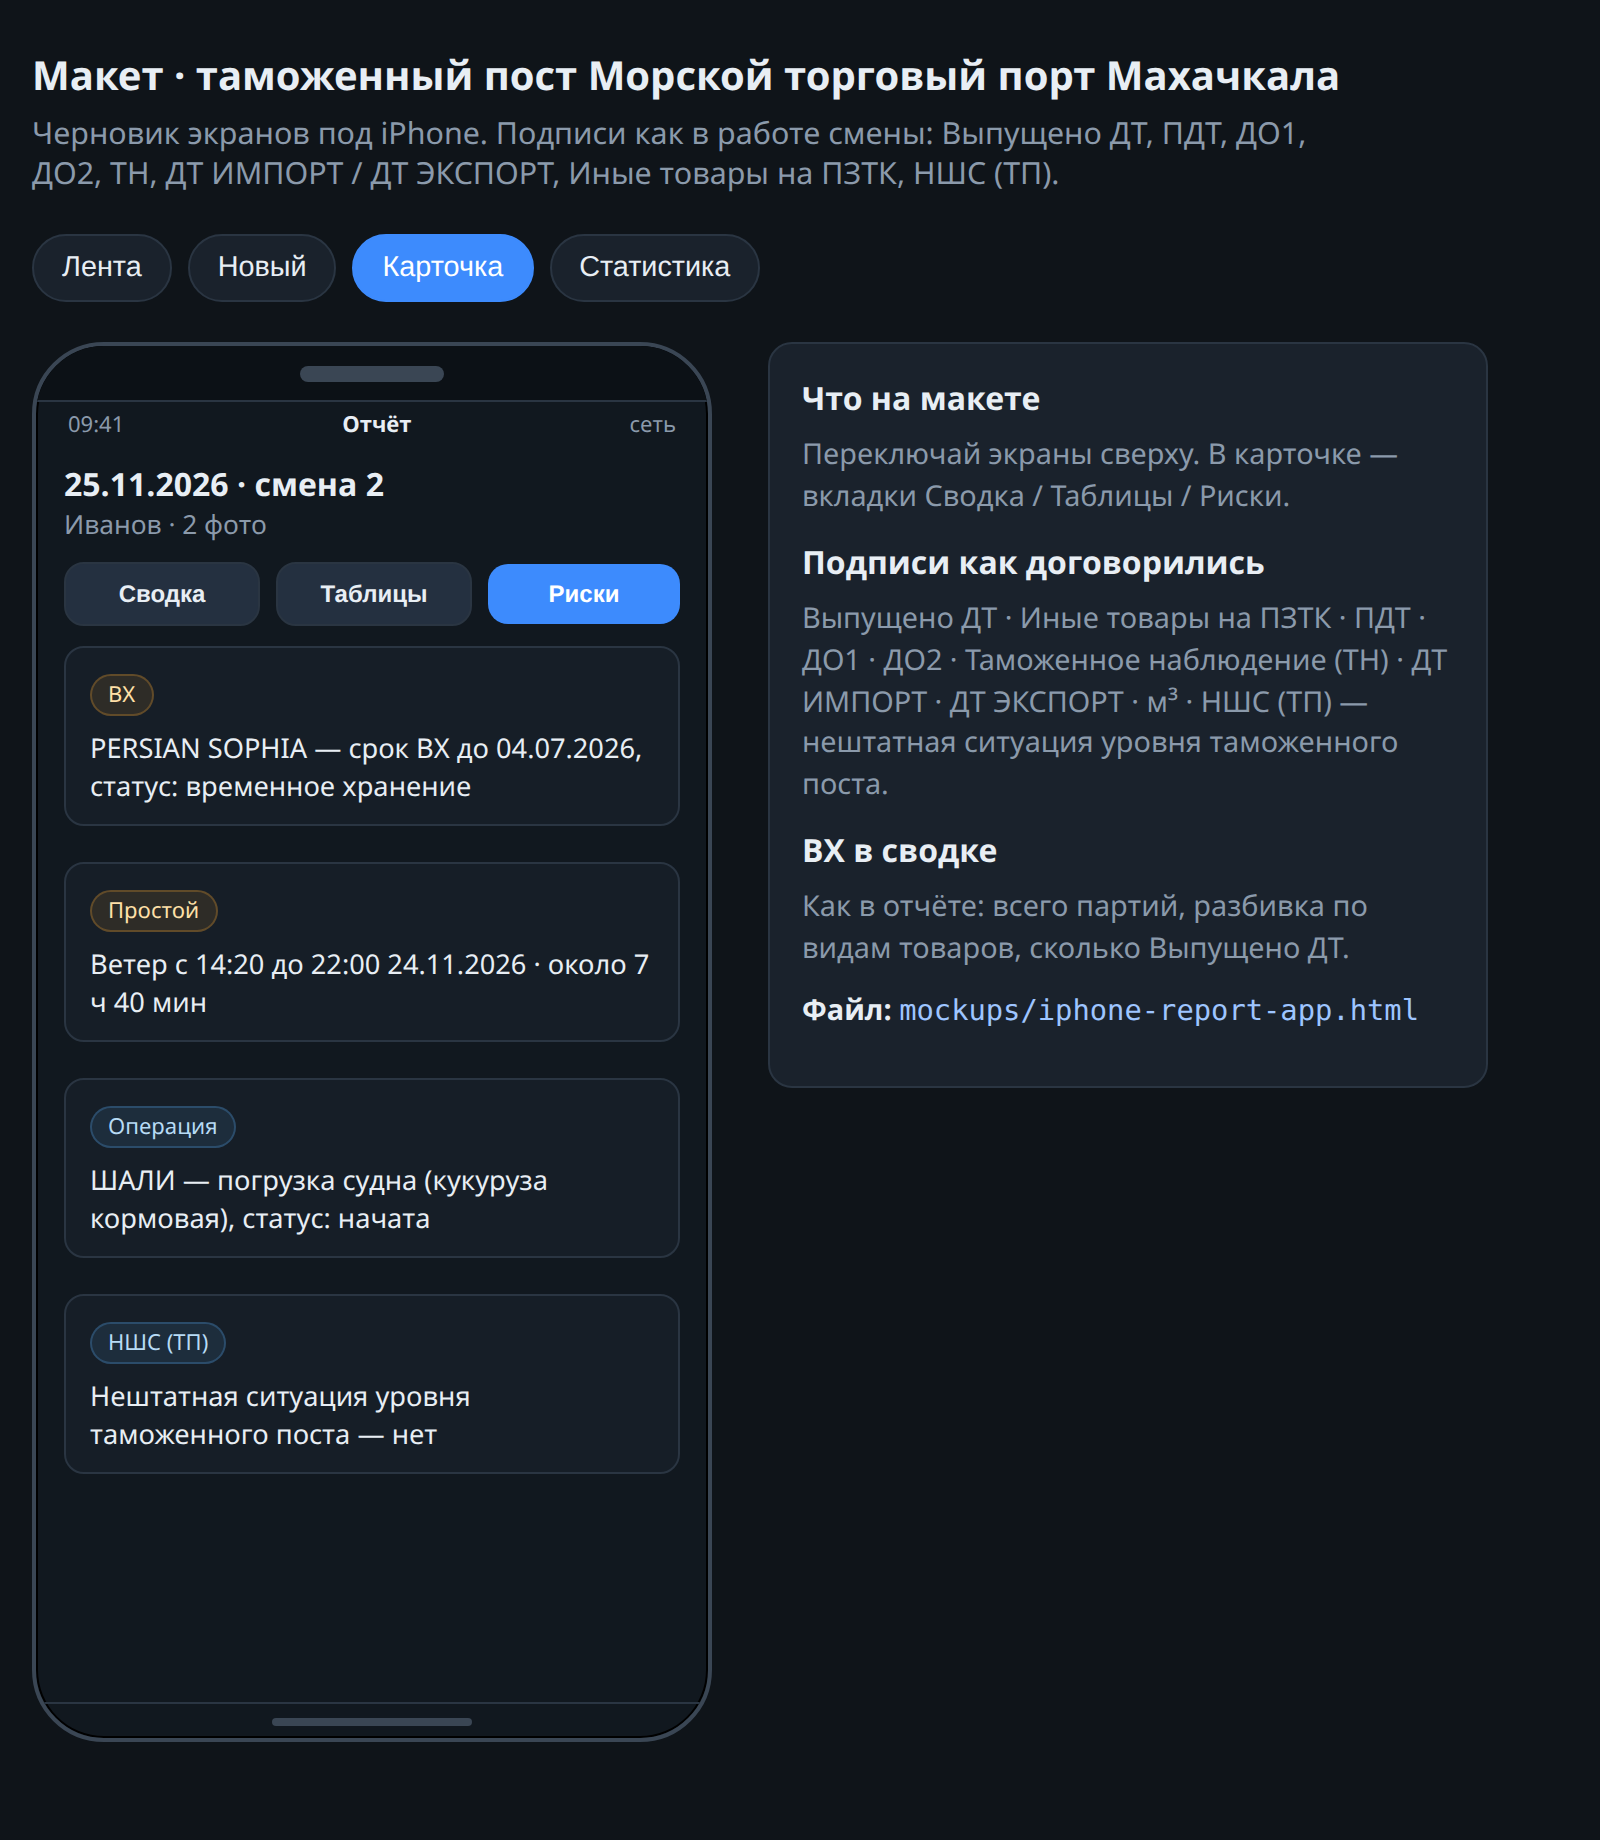 Макет · таможенный пост Морской торговый порт Махачкала
Черновик экранов под iPhone. Подписи как в работе смены: Выпущено ДТ, ПДТ, ДО1,
ДО2, ТН, ДТ ИМПОРТ / ДТ ЭКСПОРТ, Иные товары на ПЗТК, НШС (ТП).
Лента
Новый
Карточка
Статистика
09:41
Отчёт
сеть
25.11.2026 · смена 2
Иванов · 2 фото
Сводка
Таблицы
Риски
ВХ
PERSIAN SOPHIA — срок ВХ до 04.07.2026,
статус: временное хранение
Простой
Ветер с 14:20 до 22:00 24.11.2026 · около 7
ч 40 мин
Операция
ШАЛИ — погрузка судна (кукуруза
кормовая), статус: начата
НШС (ТП)
Нештатная ситуация уровня
таможенного поста — нет
Что на макете
Переключай экраны сверху. В карточке —
вкладки Сводка / Таблицы / Риски.
Подписи как договорились
Выпущено ДТ · Иные товары на ПЗТК · ПДТ ·
ДО1 · ДО2 · Таможенное наблюдение (ТН) · ДТ
ИМПОРТ · ДТ ЭКСПОРТ · м³ · НШС (ТП) —
нештатная ситуация уровня таможенного
поста.
ВХ в сводке
Как в отчёте: всего партий, разбивка по
видам товаров, сколько Выпущено ДТ.
Файл: mockups/iphone-report-app.html